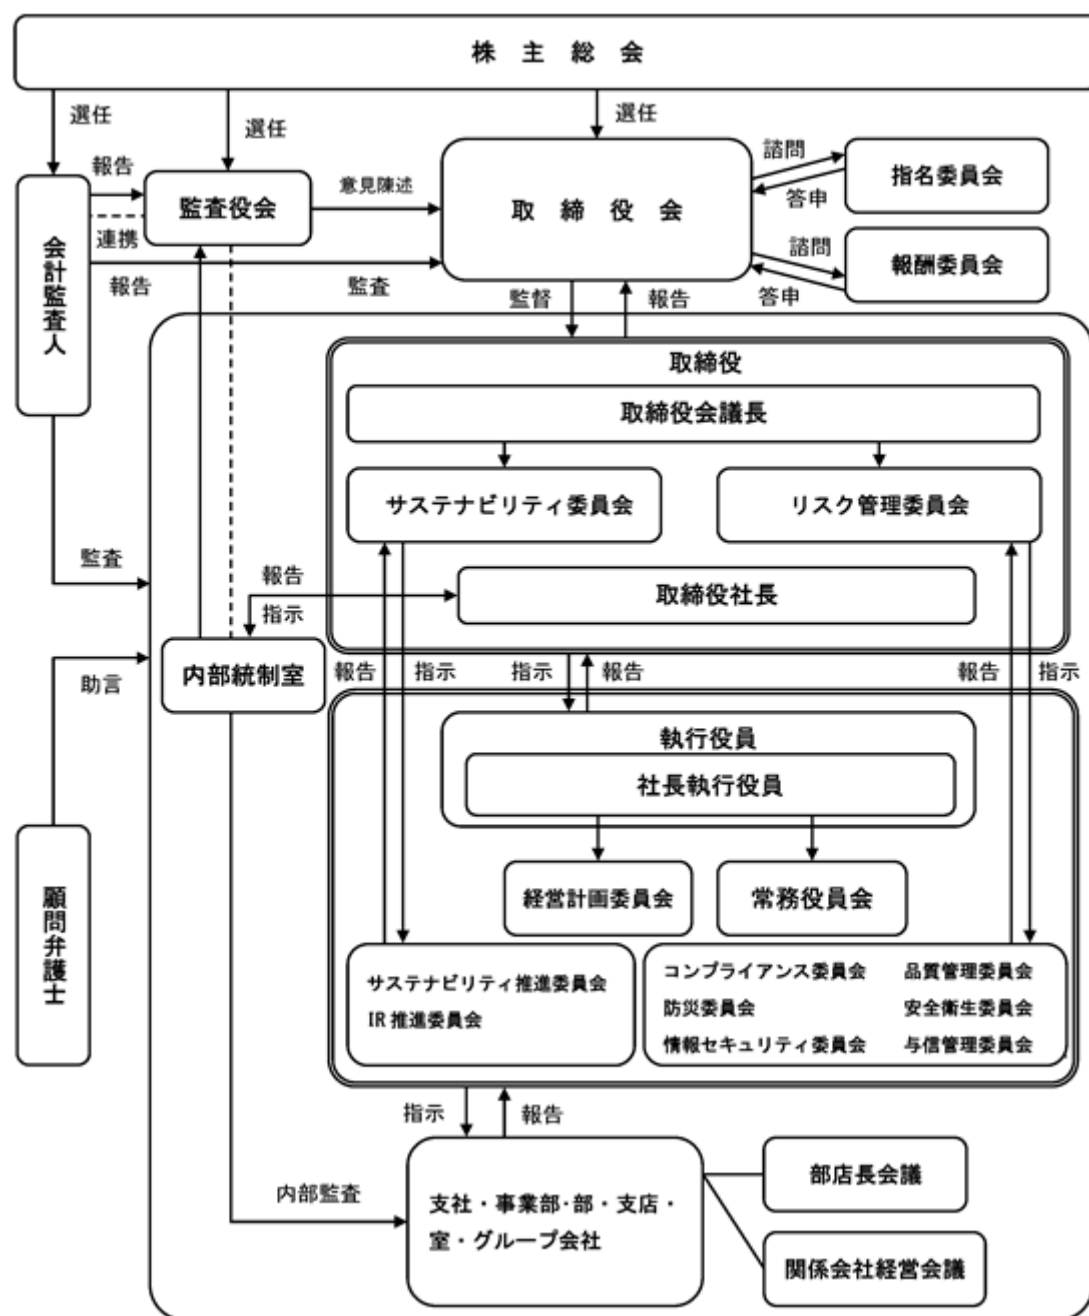 株主総会
選任
選任
選任
報告
監査役会
意見陳述
取締役会
諮問
答申
指名委員会
連携
会計監査人
報告
監査
諮問
答申
報酬委員会
監督
報告
取締役
取締役会議長
サステナビリティ委員会
リスク管理委員会
監査
報告
指示
取締役社長
内部統制室
助言
報告
指示
指示
報告
報告
指示
執行役員
社長執行役員
顧問弁護士
経営計画委員会
常務役員会
サステナビリティ推進委員会
IR推進委員会
コンプライアンス委員会 品質管理委員会
防災委員会 安全衛生委員会
情報セキュリティ委員会 与信管理委員会
指示
報告
内部監査
支社・事業部・部・支店・
室・グループ会社
部店長会議
関係会社経営会議